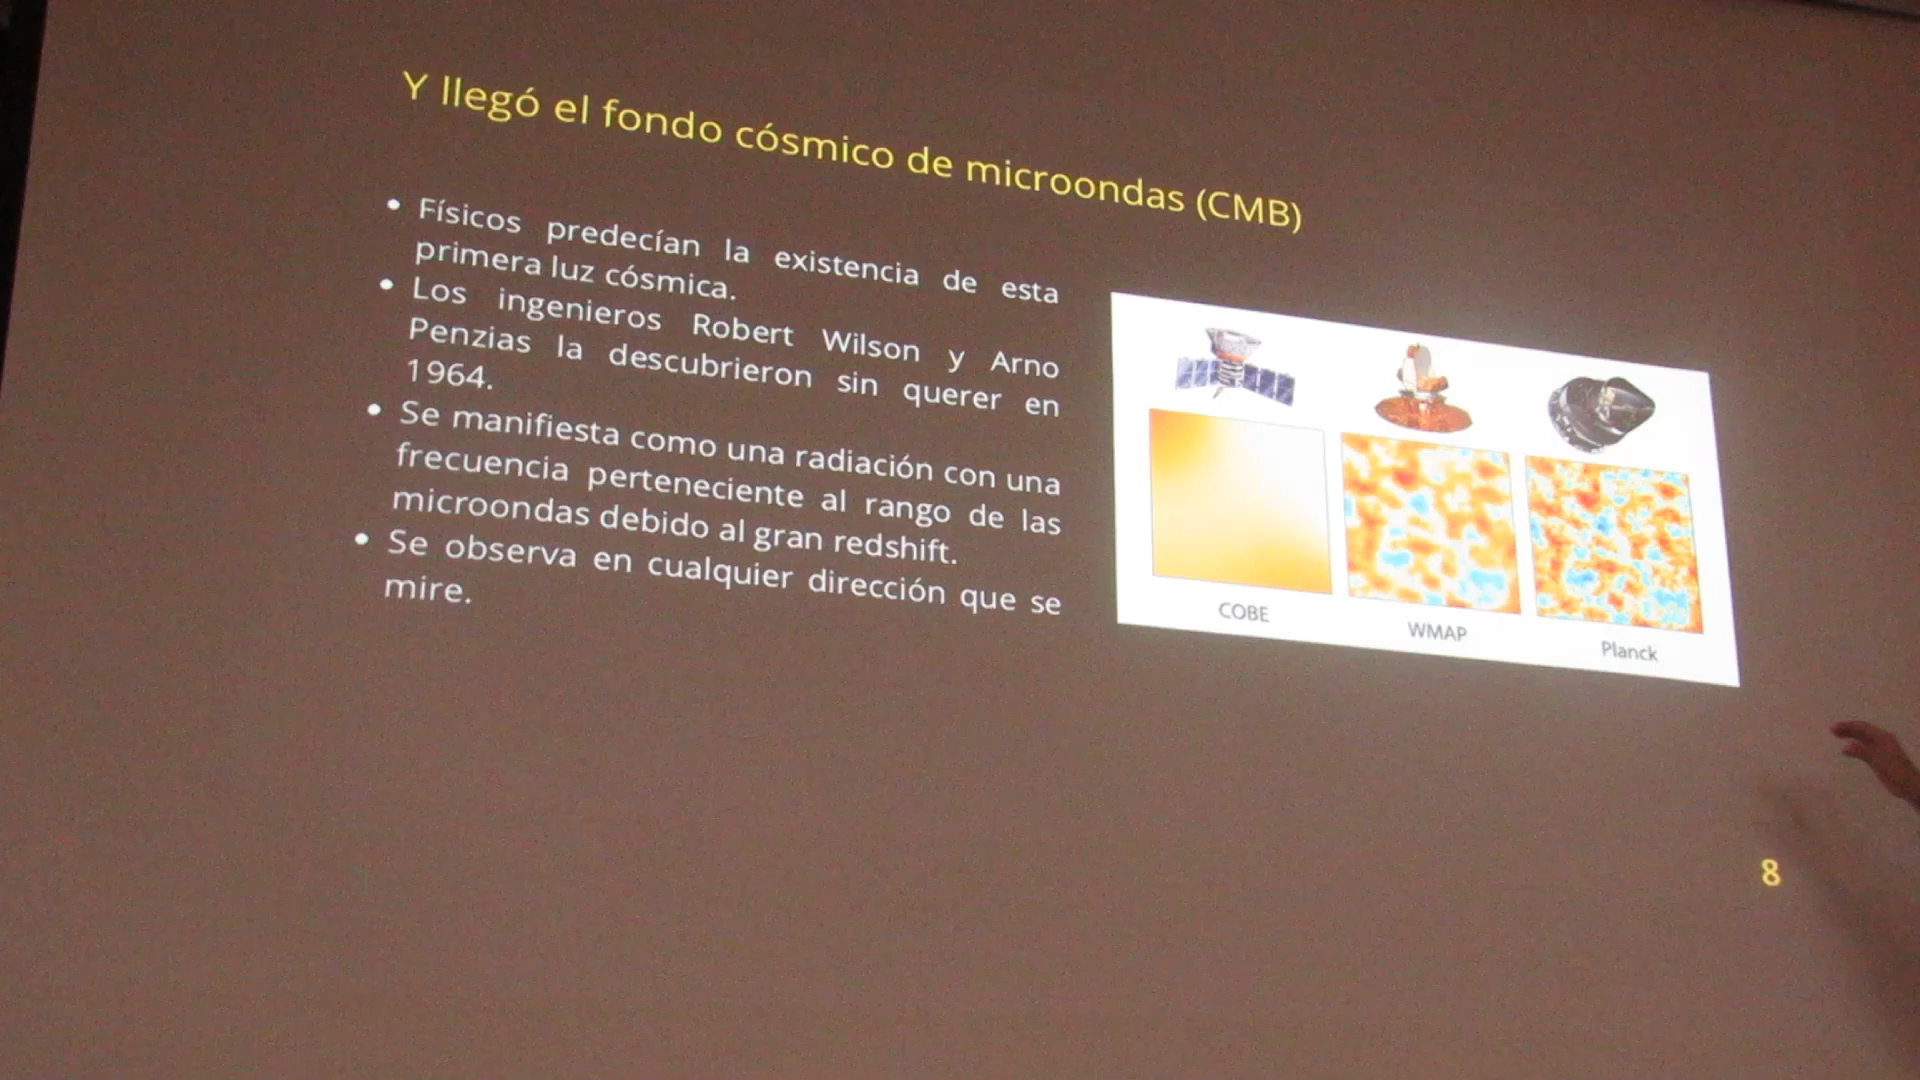 Y llegó el fondo cósmico de microondas (CMB)
• Físicos predecían la existencia de esta
primera luz cósmica.
• Los ingenieros Robert Wilson y Arno
Penzias la descubrieron sin querer en
1964.
• Se manifiesta como una radiación con una
frecuencia perteneciente al rango de las
microondas debido al gran redshift.
• Se observa en cualquier dirección que se
mire.
COBE
WMAP
Planck
8